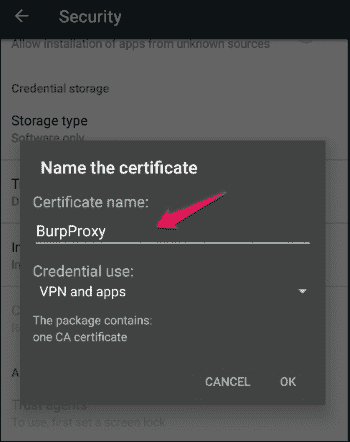 Security
Allow installation of apps from unknown sources
Credential storage
Storage type
Software only
Name the certificate
Certificate name:
BurpProxy
Credential use:
VPN and apps
The package contains:
one CA certificate
CANCEL
OK
Trust agents
To use, first set a screen lock